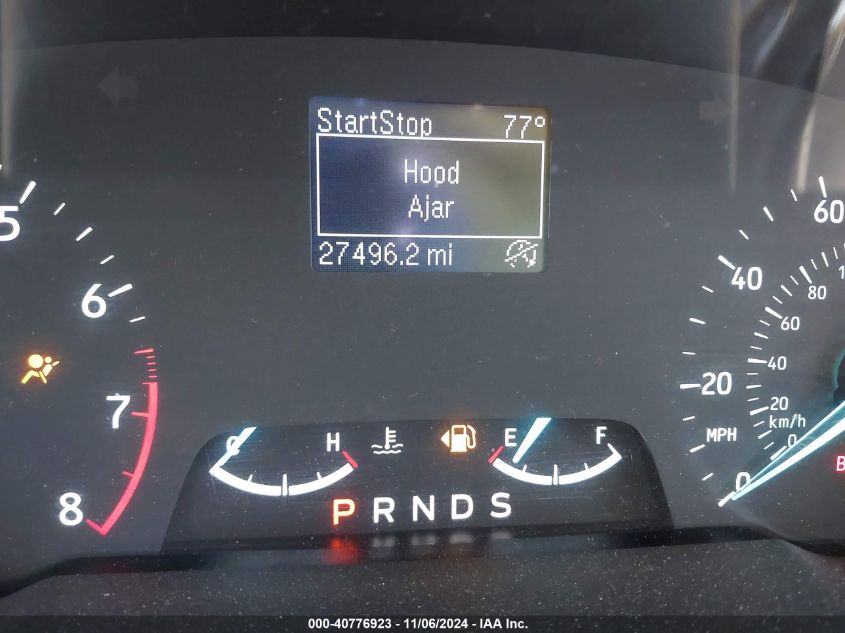 StartStop 77°
Hood
Ajar
27496.2 mi
5
6
7
8
60
40
20
0
MPH
80
60
40
20
0
km/h
C H
E F
P R N D S
000-40776923 - 11/06/2024 - IAA Inc.